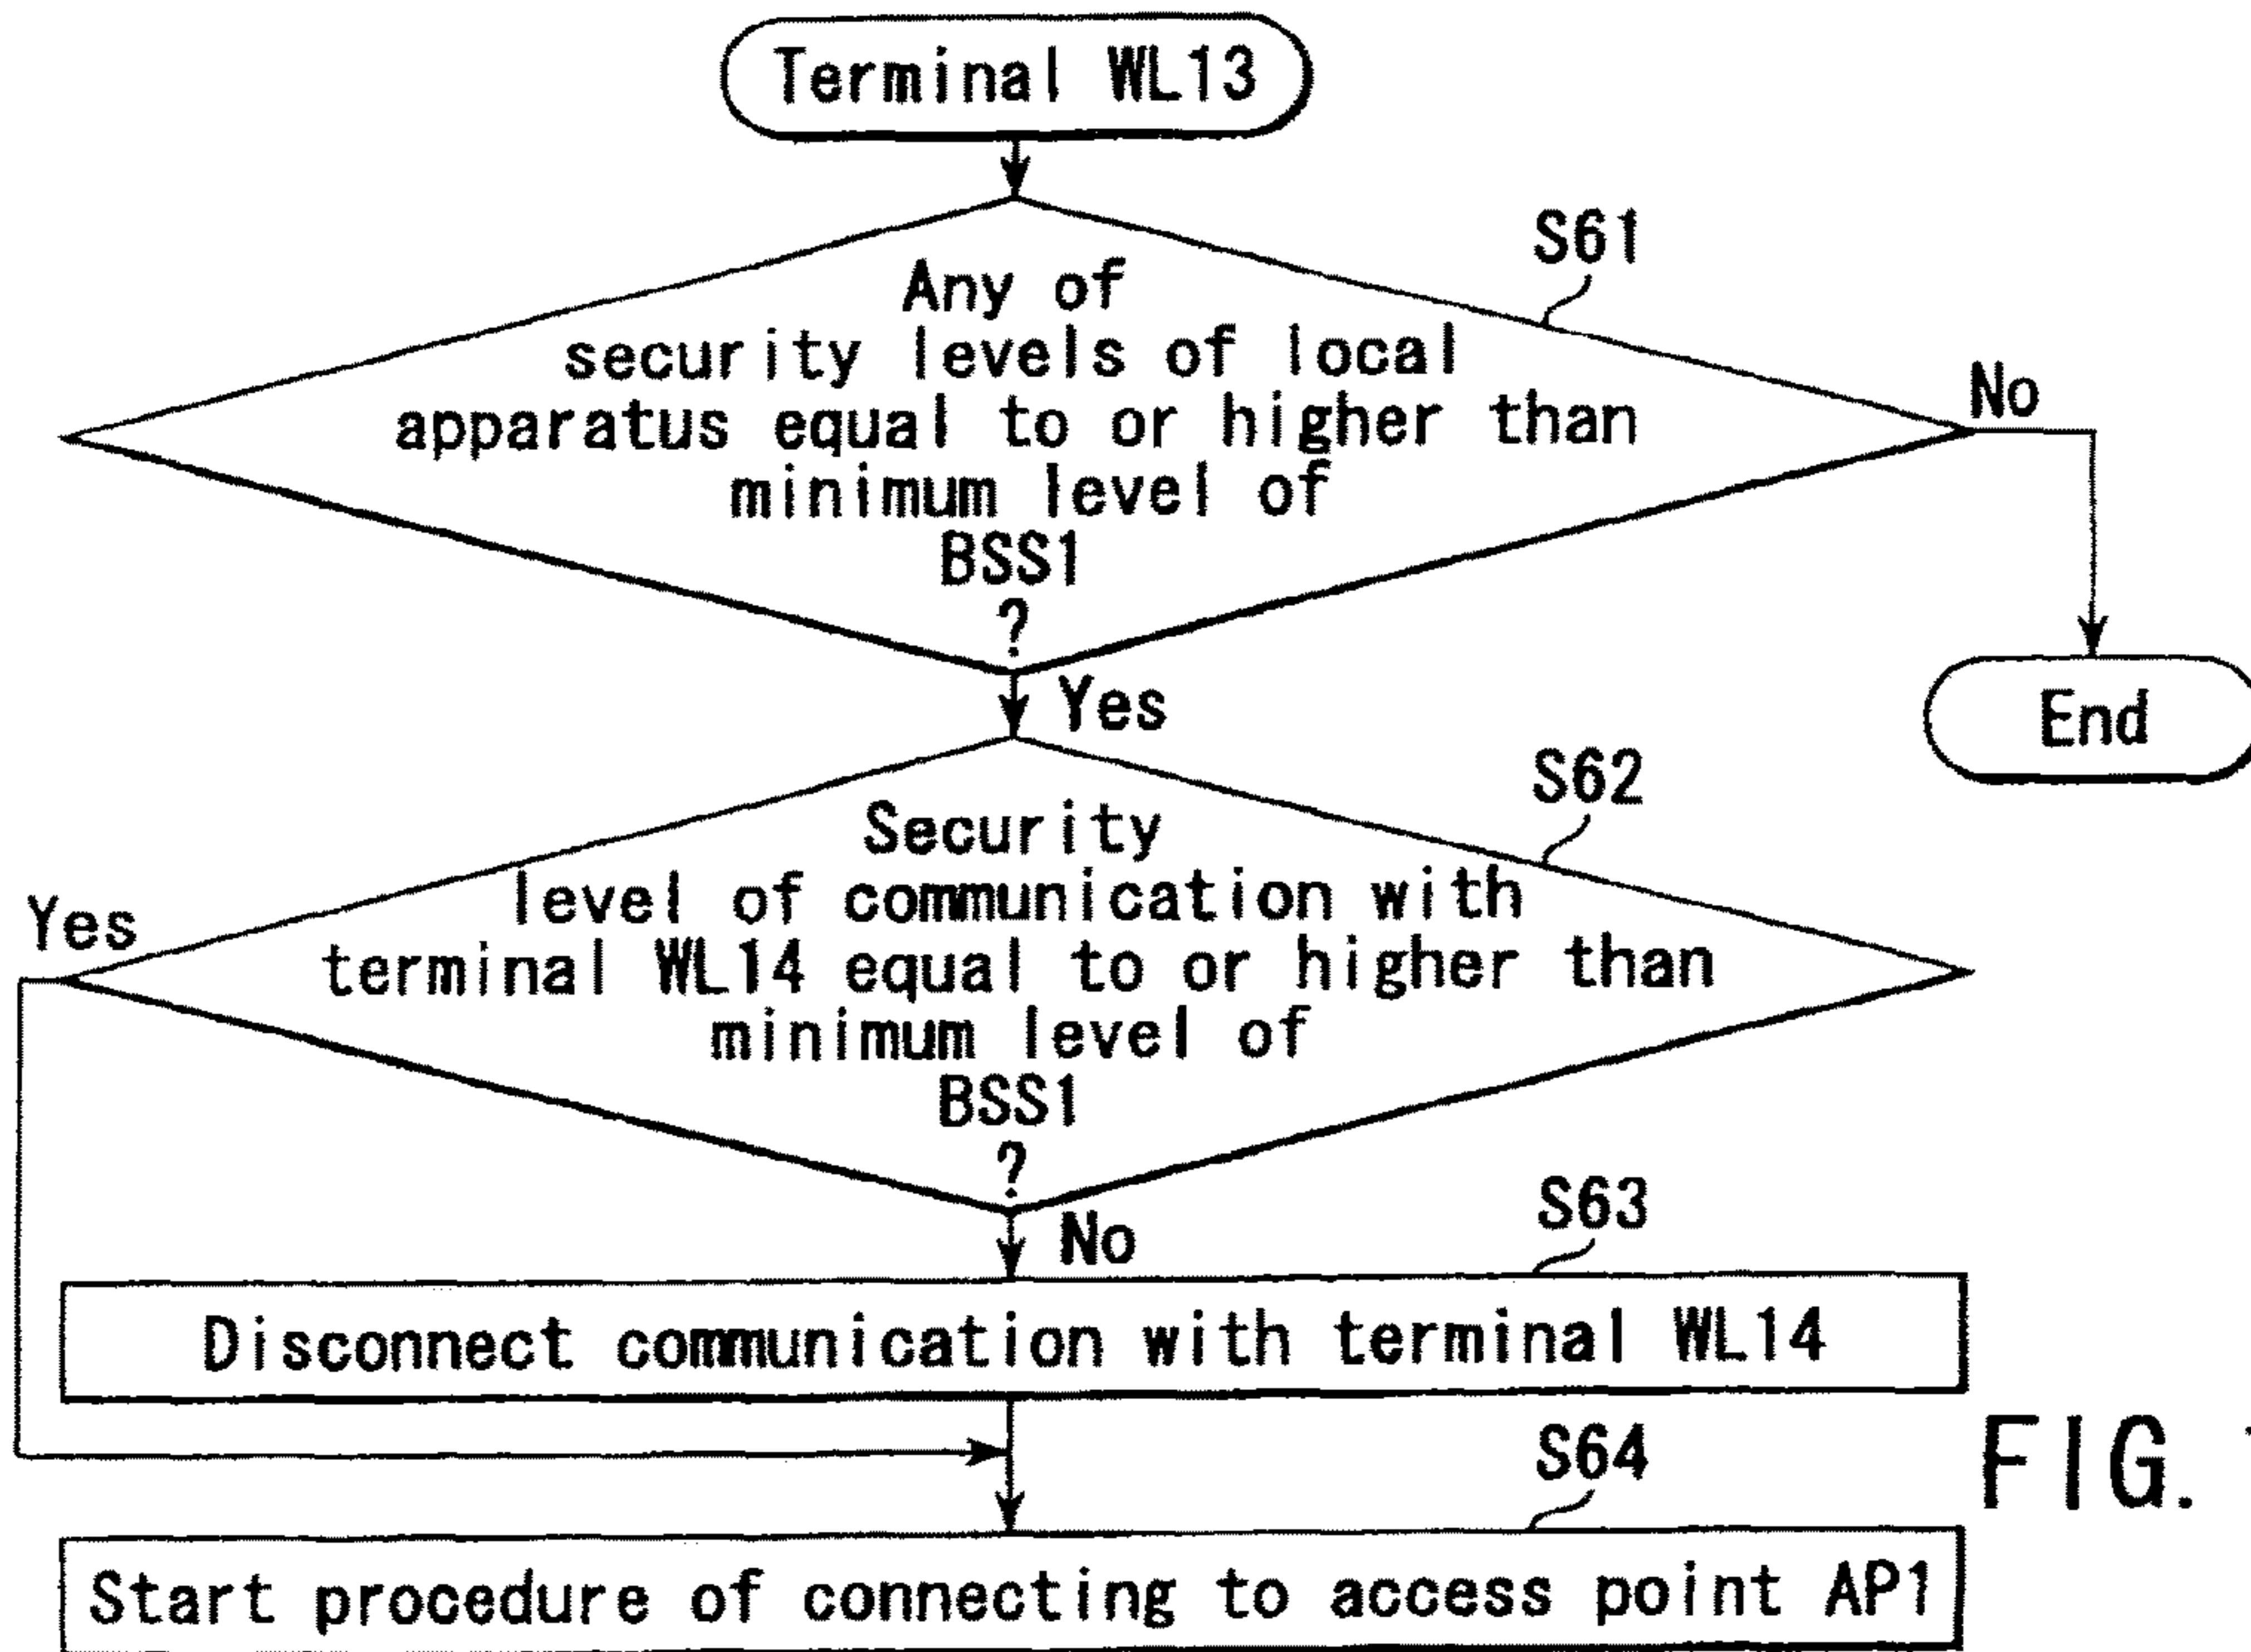 Terminal WL13
S61
Any of
security levels of local
apparatus equal to or higher than
minimum level of
BSS1
?
No
End
Yes
S62
Security
level of communication with
terminal WL14 equal to or higher than
minimum level of
BSS1
?
Yes
No
S63
Disconnect communication with terminal WL14
S64
Start procedure of connecting to access point AP1
FIG.